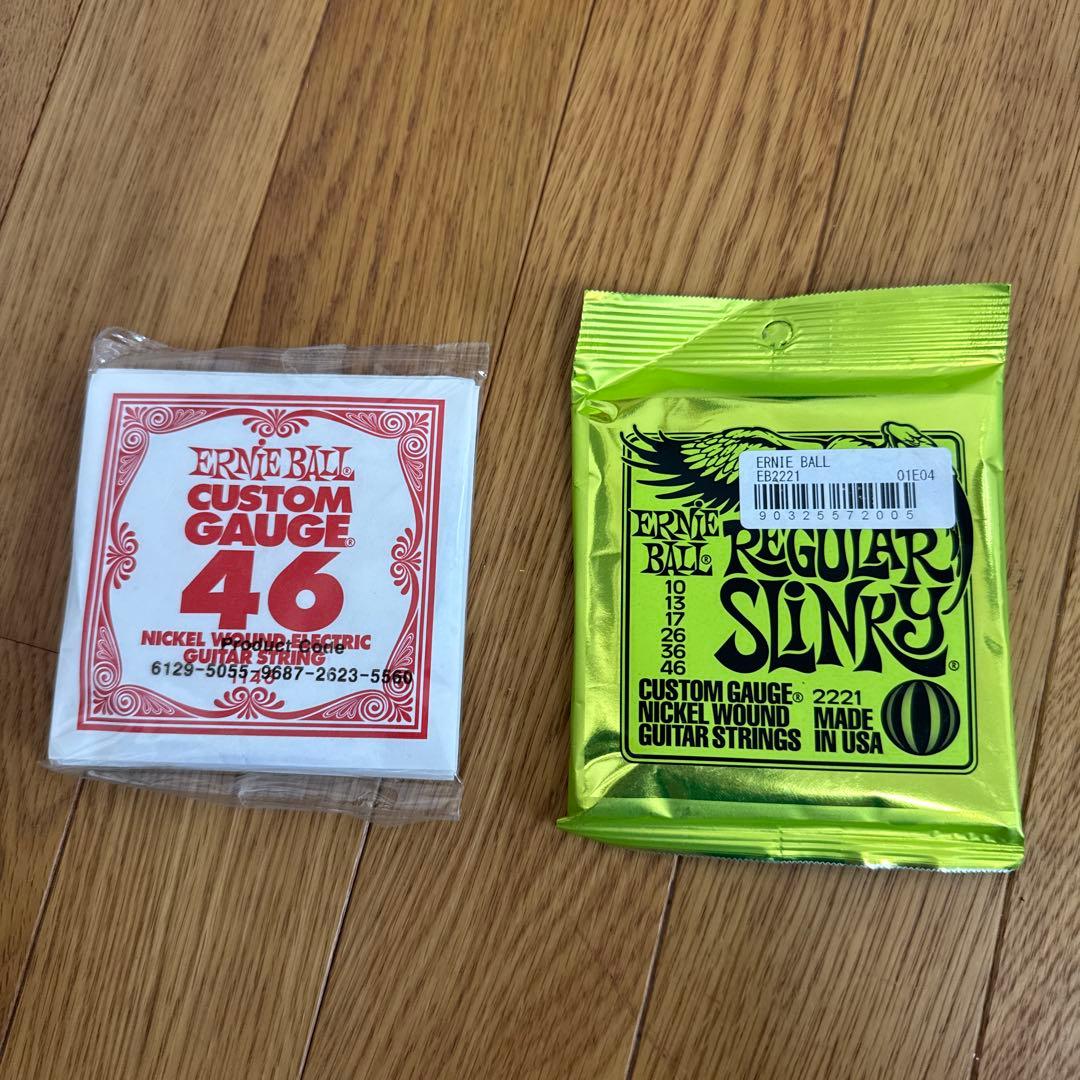 ERNIE BALL®
CUSTOM
GAUGE®
46
NICKEL WOUND ELECTRIC
GUITAR STRING
Product Code
6129-5055-9687-2623-5560
ERNIE BALL
EB2221 01E04
90325572005
ERNIE
BALL®
REGULAR
SLINKY®
10
13
17
26
36
46
CUSTOM GAUGE®
NICKEL WOUND
GUITAR STRINGS
2221
MADE
IN USA